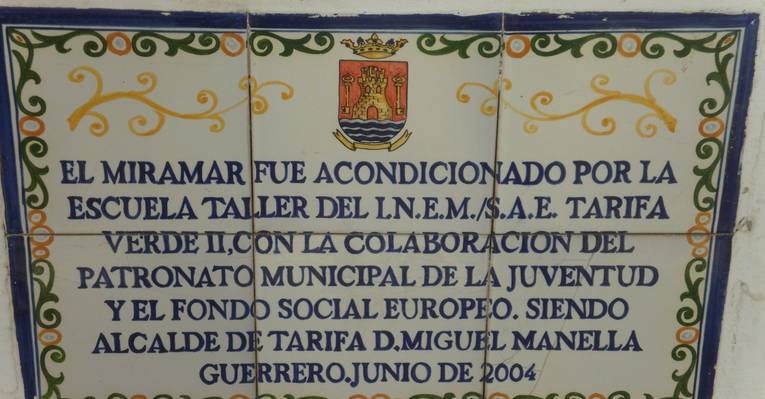 EL MIRAMAR FUE ACONDICIONADO POR LA
ESCUELA TALLER DEL I.N.E.M./S.A.E. TARIFA
VERDE II,CON LA COLABORACION DEL
PATRONATO MUNICIPAL DE LA JUVENTUD
Y EL FONDO SOCIAL EUROPEO. SIENDO
ALCALDE DE TARIFA D.MIGUEL MANELLA
GUERRERO.JUNIO DE 2004